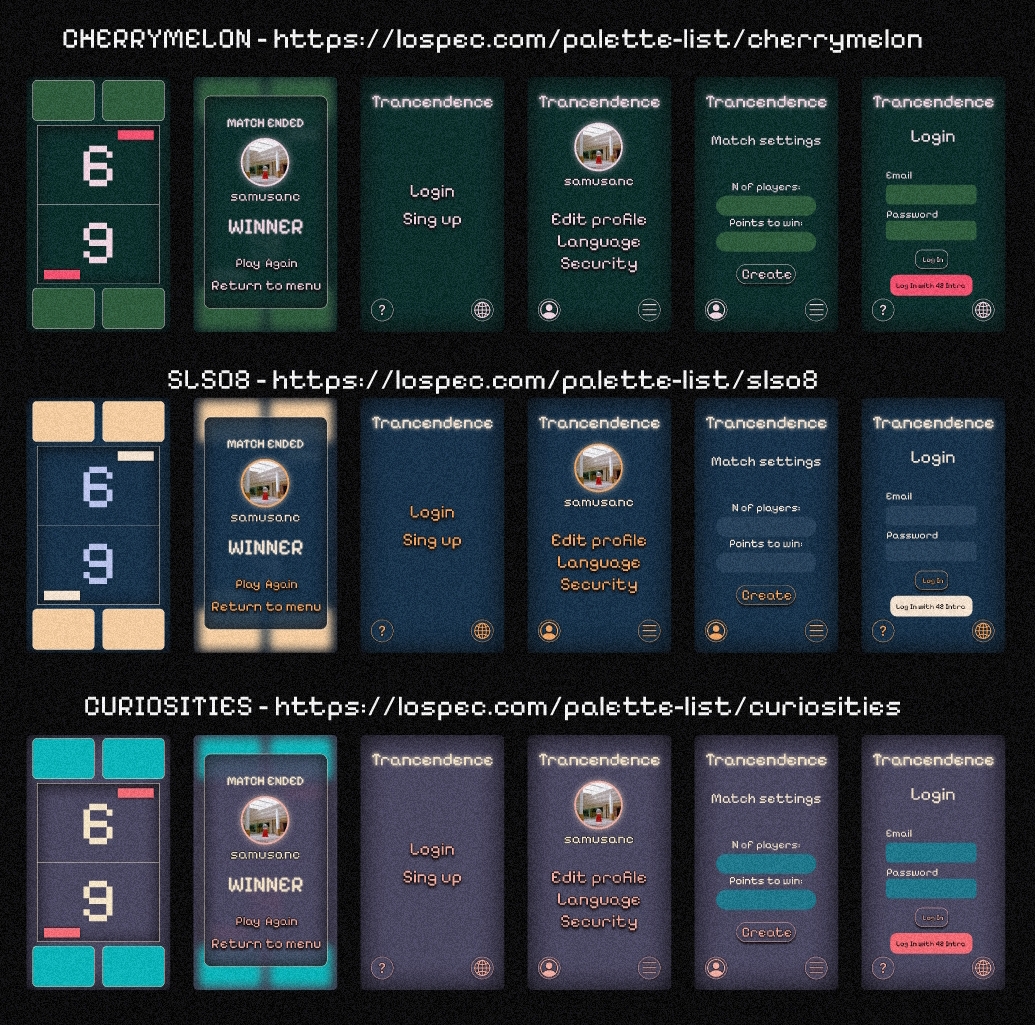 CHERRYMELON - https://lospec.com/palette-list/cherrymelon
6
9
MATCH ENDED
samusanc
WINNER
Play Again
Return to menu
Trancendence
Login
Sing up
?
Trancendence
samusanc
Edit profile
Language
Security
Trancendence
Match settings
N of players:
Points to win:
Create
Trancendence
Login
Email
Password
Log In
Log In with 42 Intra
?
SLSO8 - https://lospec.com/palette-list/slso8
6
9
MATCH ENDED
samusanc
WINNER
Play Again
Return to menu
Trancendence
Login
Sing up
?
Trancendence
samusanc
Edit profile
Language
Security
Trancendence
Match settings
N of players:
Points to win:
Create
Trancendence
Login
Email
Password
Log In
Log In with 42 Intra
?
CURIOSITIES - https://lospec.com/palette-list/curiosities
6
9
MATCH ENDED
samusanc
WINNER
Play Again
Return to menu
Trancendence
Login
Sing up
?
Trancendence
samusanc
Edit profile
Language
Security
Trancendence
Match settings
N of players:
Points to win:
Create
Trancendence
Login
Email
Password
Log In
Log In with 42 Intra
?